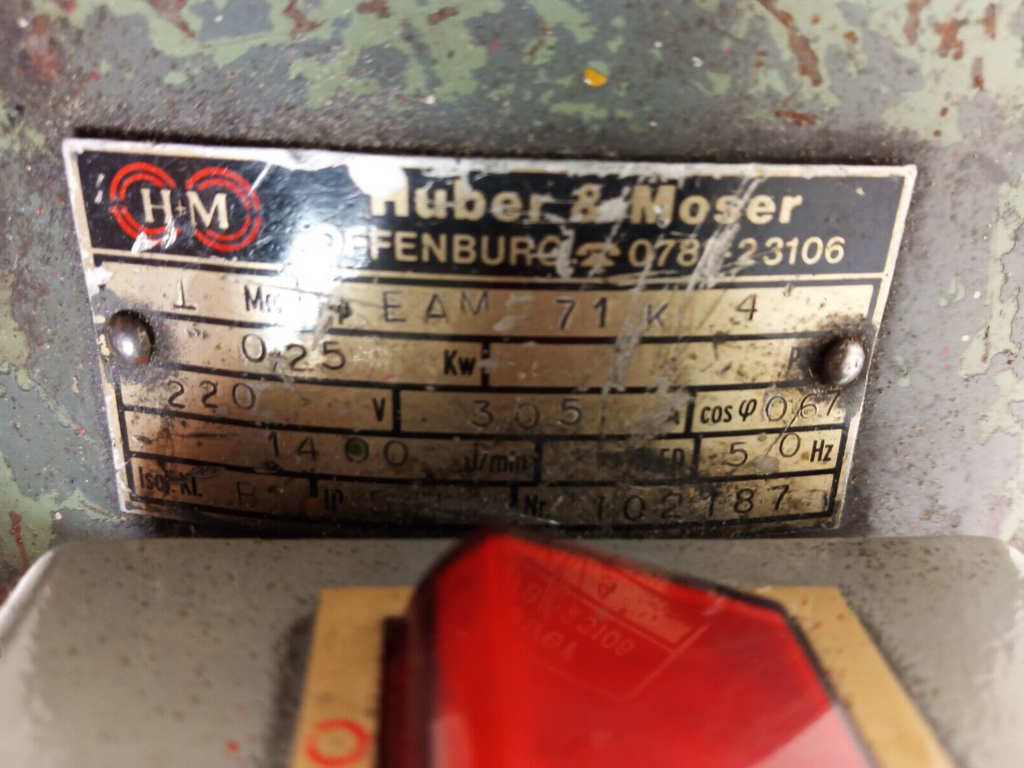 H+M Huber & Moser
OFFENBURG ☎ 078 - 23106
1 EAM 71 K 4
0,25 Kw
220 V 3,05 A cos φ 0,67
1400 U/min ED 50 Hz
Isol. Kl. B IP Nr. 102187